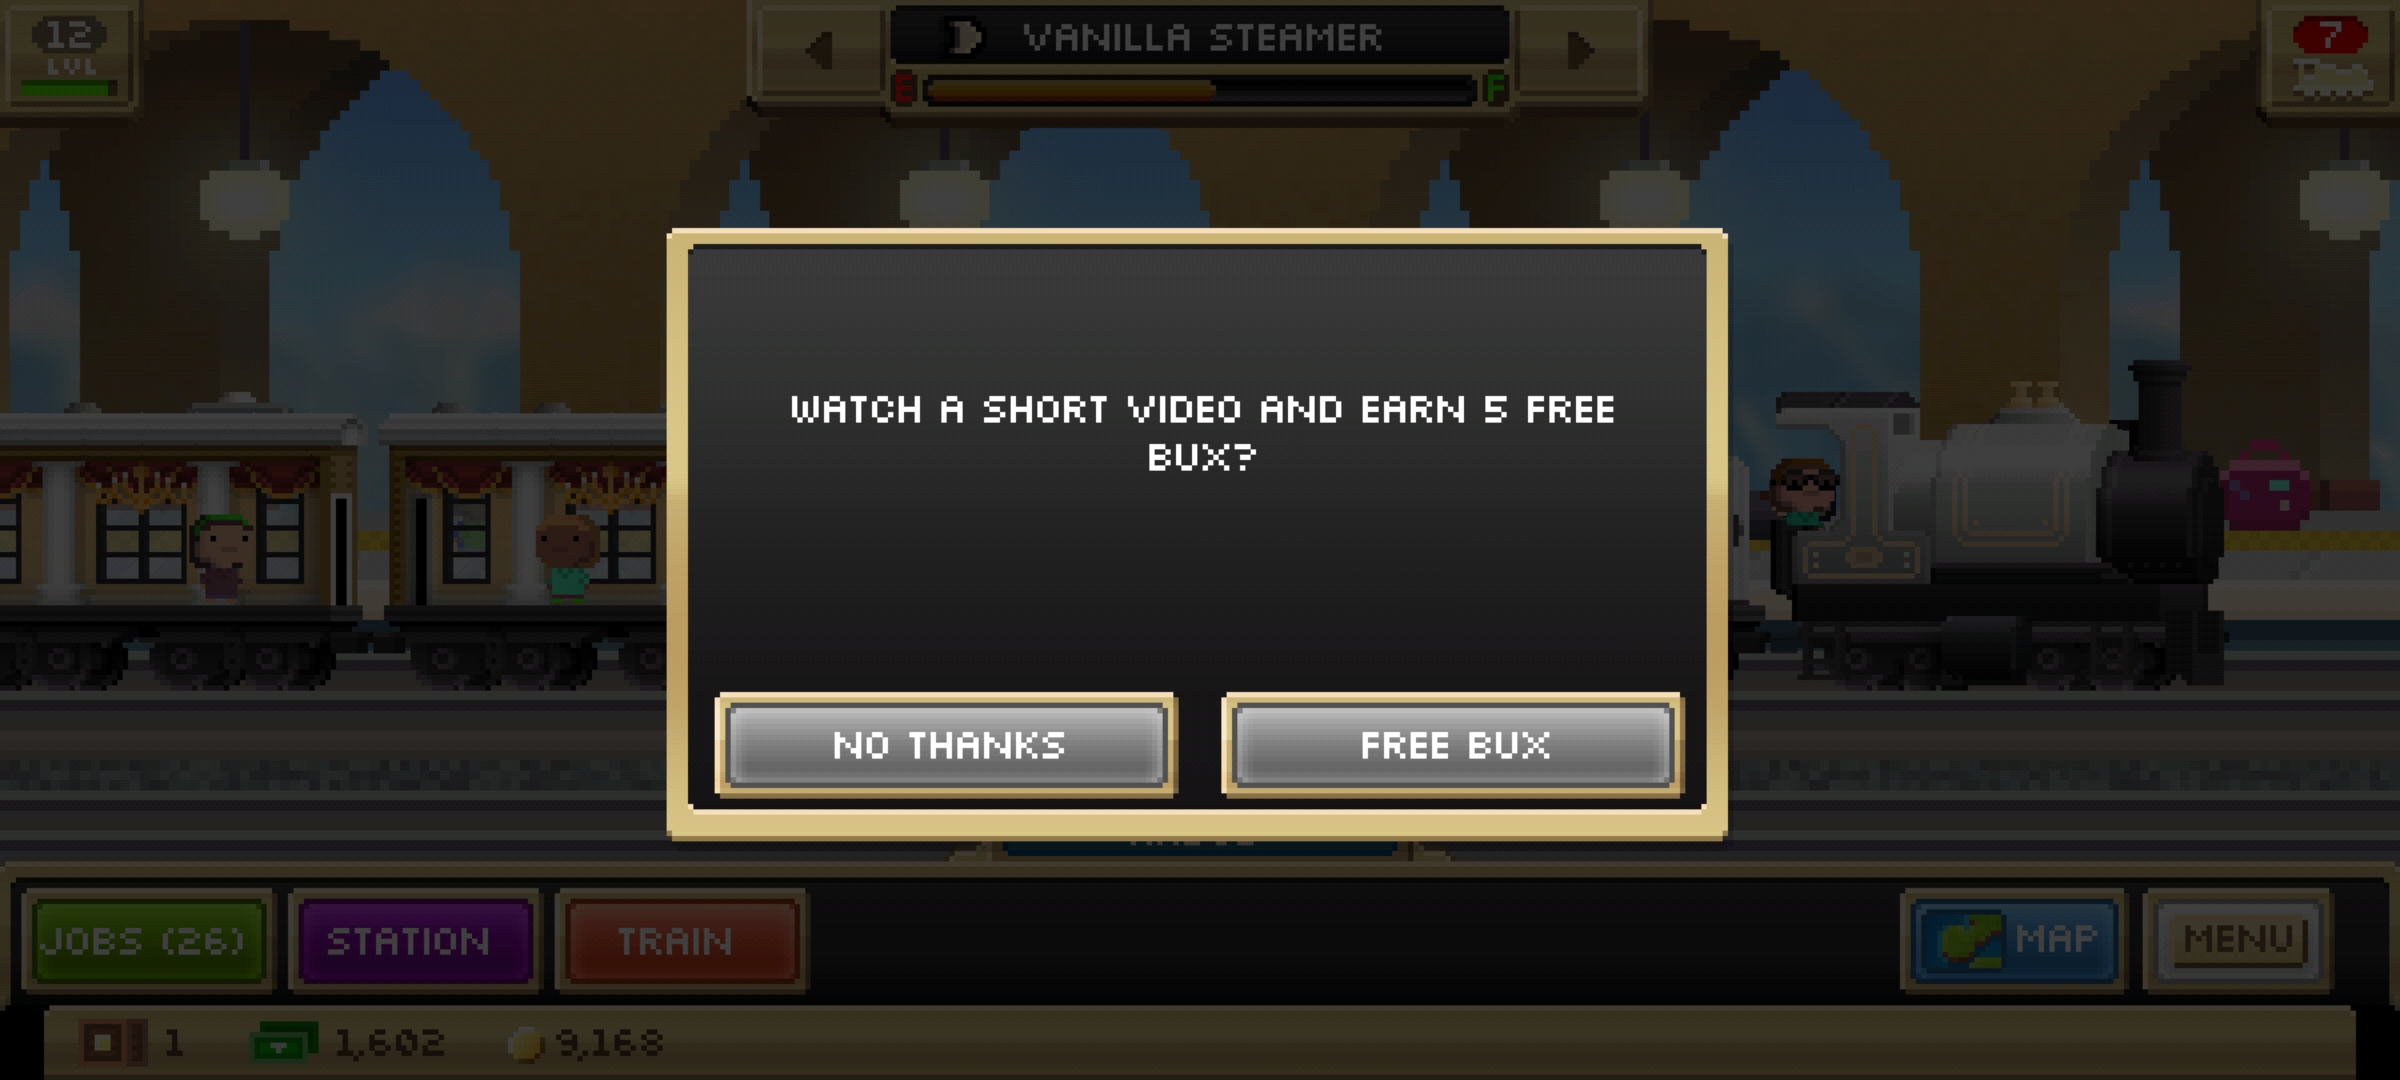 12
LVL
VANILLA STEAMER
E F
7
WATCH A SHORT VIDEO AND EARN 5 FREE
BUX?
NO THANKS
FREE BUX
JOBS (26)
STATION
TRAIN
MAP
MENU
1
1,602
9,168